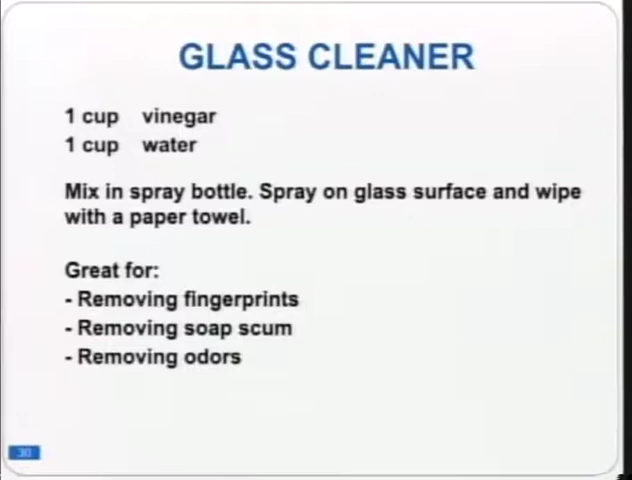 GLASS CLEANER
1 cup vinegar
1 cup water
Mix in spray bottle. Spray on glass surface and wipe
with a paper towel.
Great for:
- Removing fingerprints
- Removing soap scum
- Removing odors
30